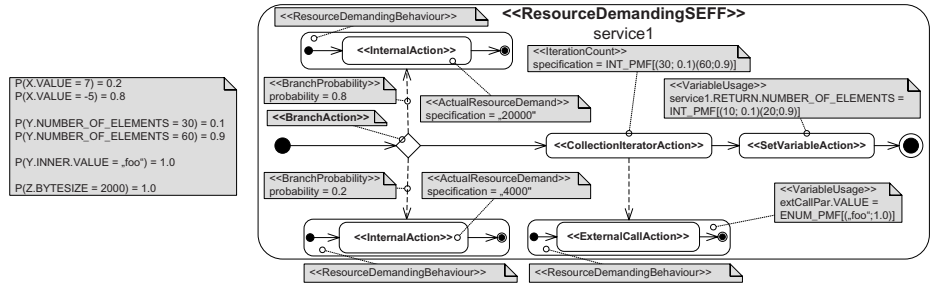 P(X.VALUE = 7) = 0.2
P(X.VALUE = -5) = 0.8
P(Y.NUMBER_OF_ELEMENTS = 30) = 0.1
P(Y.NUMBER_OF_ELEMENTS = 60) = 0.9
P(Y.INNER.VALUE = „foo“) = 1.0
P(Z.BYTESIZE = 2000) = 1.0
<<ResourceDemandingBehaviour>>
<<ResourceDemandingSEFF>>
service1
<<InternalAction>>
<<IterationCount>>
specification = INT_PMF[(30; 0.1)(60;0.9)]
<<BranchProbability>>
probability = 0.8
<<ActualResourceDemand>>
specification = „20000"
<<VariableUsage>>
service1.RETURN.NUMBER_OF_ELEMENTS =
INT_PMF[(10; 0.1)(20;0.9)]
<<BranchAction>>
<<CollectionIteratorAction>>
<<SetVariableAction>>
<<BranchProbability>>
probability = 0.2
<<ActualResourceDemand>>
specification = „4000"
<<VariableUsage>>
extCallPar.VALUE =
ENUM_PMF[(„foo“;1.0)]
<<InternalAction>>
<<ExternalCallAction>>
<<ResourceDemandingBehaviour>>
<<ResourceDemandingBehaviour>>